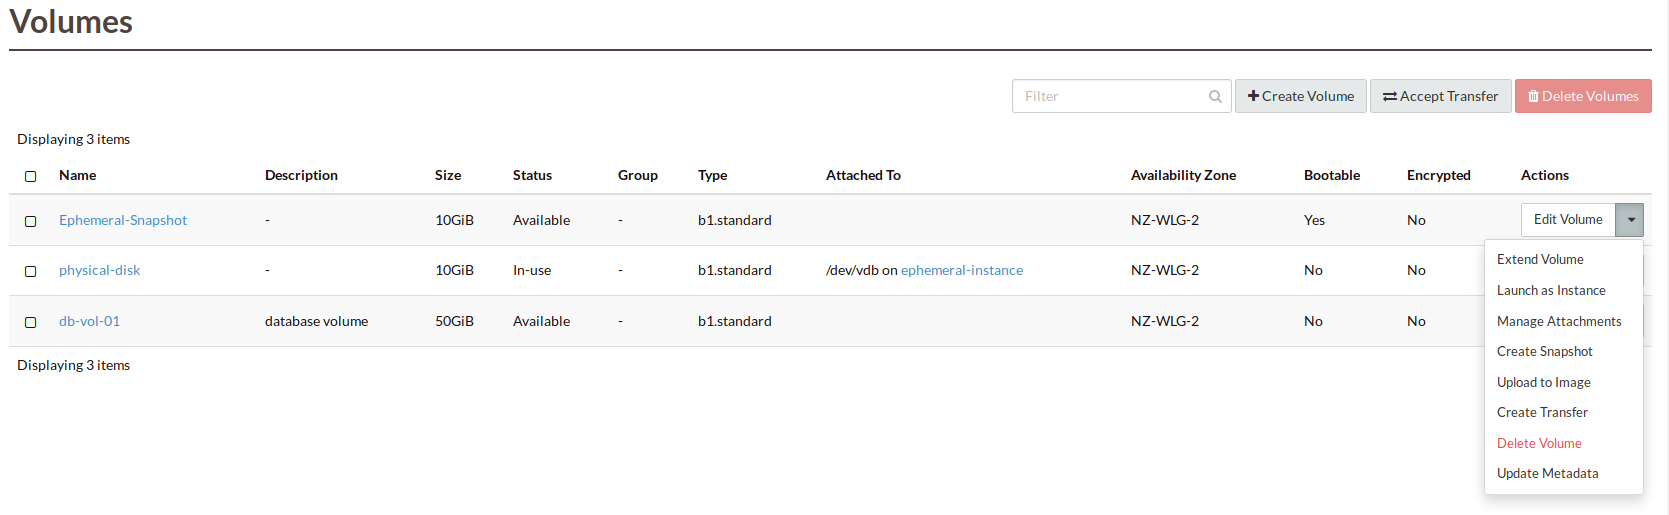 Volumes
Filter Create Volume Accept Transfer Delete Volumes
Displaying 3 items
Name Description Size Status Group Type Attached To Availability Zone Bootable Encrypted Actions
Ephemeral-Snapshot - 10GiB Available - b1.standard NZ-WLG-2 Yes No Edit Volume
physical-disk - 10GiB In-use - b1.standard /dev/vdb on ephemeral-instance NZ-WLG-2 No No
db-vol-01 database volume 50GiB Available - b1.standard NZ-WLG-2 No No
Displaying 3 items
Extend Volume
Launch as Instance
Manage Attachments
Create Snapshot
Upload to Image
Create Transfer
Delete Volume
Update Metadata